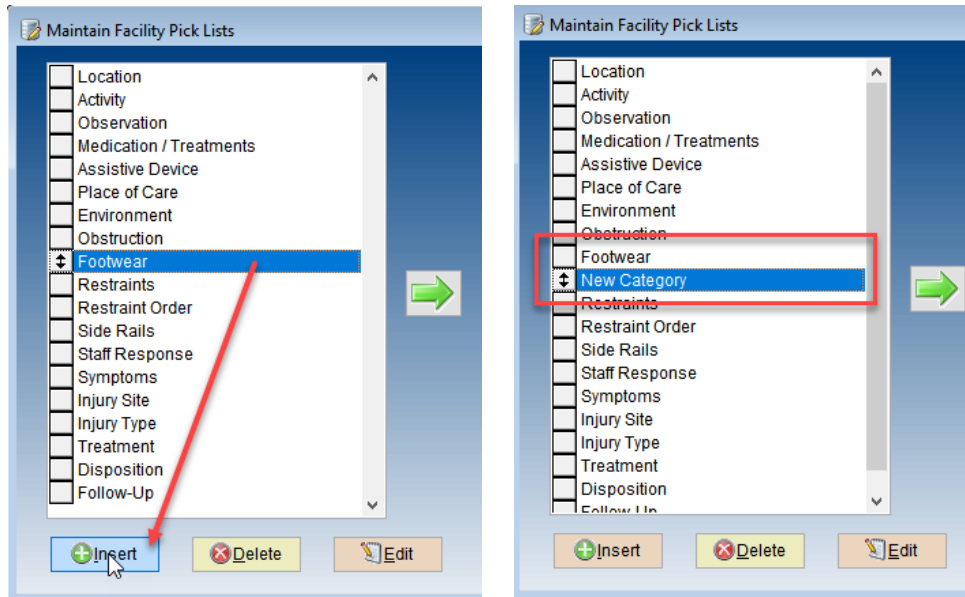 Maintain Facility Pick Lists
Location
Activity
Observation
Medication / Treatments
Assistive Device
Place of Care
Environment
Obstruction
Footwear
Restraints
Restraint Order
Side Rails
Staff Response
Symptoms
Injury Site
Injury Type
Treatment
Disposition
Follow-Up
Insert
Delete
Edit
Maintain Facility Pick Lists
Location
Activity
Observation
Medication / Treatments
Assistive Device
Place of Care
Environment
Obstruction
Footwear
New Category
Restraints
Restraint Order
Side Rails
Staff Response
Symptoms
Injury Site
Injury Type
Treatment
Disposition
Follow-Up
Insert
Delete
Edit